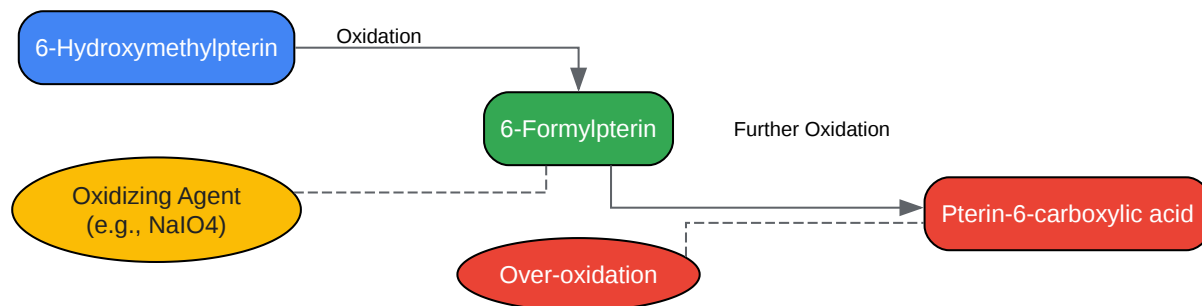 6-Hydroxymethylpterin
Oxidation
6-Formylpterin
Further Oxidation
Oxidizing Agent
(e.g., NaIO4)
Pterin-6-carboxylic acid
Over-oxidation